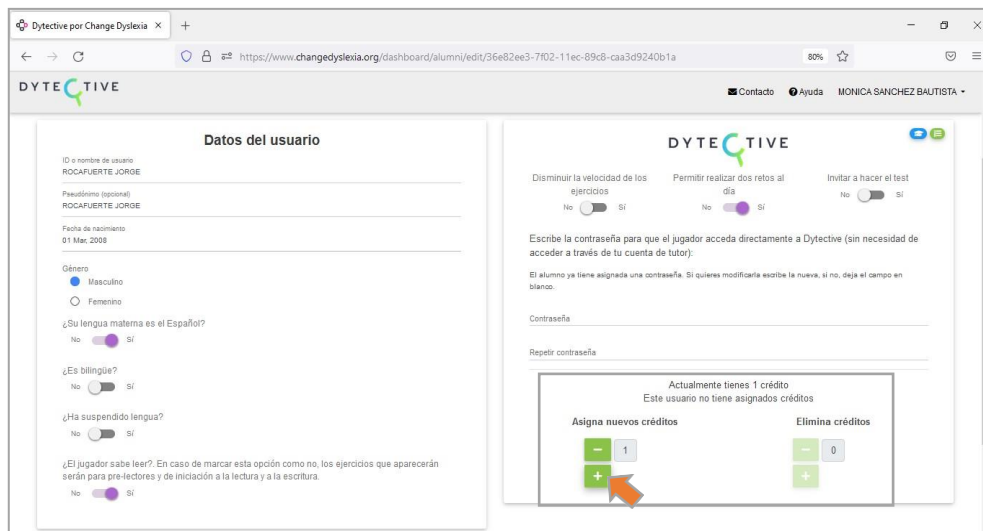 Dytective por Change Dyslexia
https://www.changedyslexia.org/dashboard/alumni/edit/36e82ee3-7f02-11ec-89c8-caa3d9240b1a
80%
DYTECTIVE
Contacto
Ayuda
MONICA SANCHEZ BAUTISTA
Datos del usuario
ID o nombre de usuario
ROCAFUERTE JORGE
Pseudónimo (opcional)
ROCAFUERTE JORGE
Fecha de nacimiento
01 Mar, 2008
Género
Masculino
Femenino
¿Su lengua materna es el Español?
No Sí
¿Es bilingüe?
No Sí
¿Ha suspendido lengua?
No Sí
¿El jugador sabe leer?. En caso de marcar esta opción como no, los ejercicios que aparecerán
serán para pre-lectores y de iniciación a la lectura y a la escritura.
No Sí
DYTECTIVE
Disminuir la velocidad de los
ejercicios
No Sí
Permitir realizar dos retos al
día
No Sí
Invitar a hacer el test
No Sí
Escribe la contraseña para que el jugador acceda directamente a Dytective (sin necesidad de
acceder a través de tu cuenta de tutor):
El alumno ya tiene asignada una contraseña. Si quieres modificarla escribe la nueva, si no, deja el campo en
blanco.
Contraseña
Repetir contraseña
Actualmente tienes 1 crédito
Este usuario no tiene asignados créditos
Asigna nuevos créditos
− 1
+
Elimina créditos
− 0
+